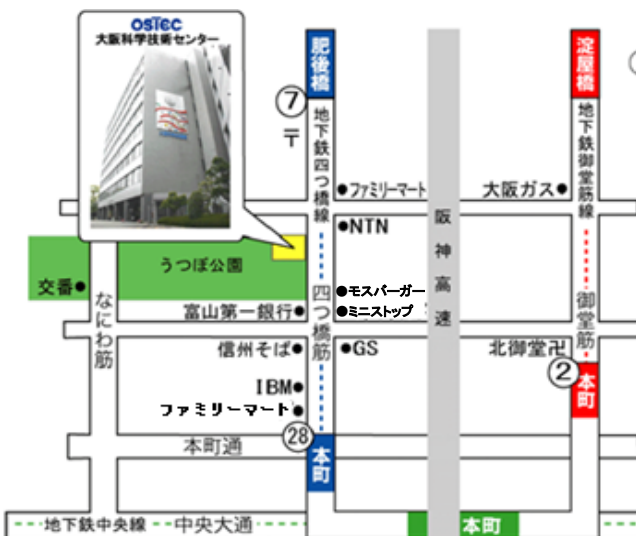 OSTEC
大阪科学技術センター
肥後橋
淀屋橋
⑦
〒
地下鉄四つ橋線
地下鉄御堂筋線
●ファミリーマート
大阪ガス●
●NTN
阪神高速
うつぼ公園
交番●
●モスバーガー
●ミニストップ
富山第一銀行●
四つ橋筋
御堂筋
なにわ筋
信州そば●
●GS
北御堂卍
②
本町
IBM●
ファミリーマート●
㉘
本町通
本町
地下鉄中央線
中央大通
本町